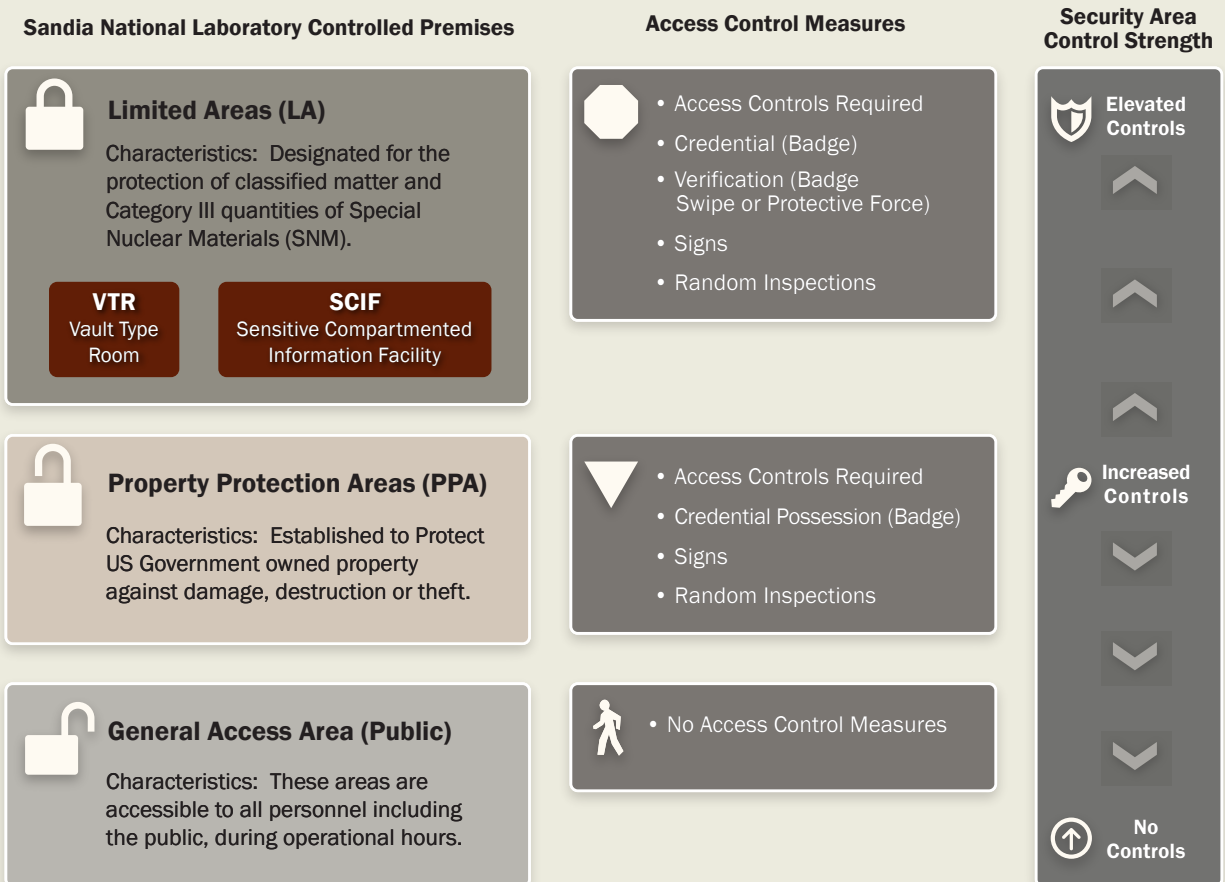 Sandia National Laboratory Controlled Premises
Access Control Measures
Security Area
Control Strength
Limited Areas (LA)
Characteristics: Designated for the
protection of classified matter and
Category III quantities of Special
Nuclear Materials (SNM).
VTR
Vault Type
Room
SCIF
Sensitive Compartmented
Information Facility
• Access Controls Required
• Credential (Badge)
• Verification (Badge
Swipe or Protective Force)
• Signs
• Random Inspections
Elevated
Controls
Property Protection Areas (PPA)
Characteristics: Established to Protect
US Government owned property
against damage, destruction or theft.
• Access Controls Required
• Credential Possession (Badge)
• Signs
• Random Inspections
Increased
Controls
General Access Area (Public)
Characteristics: These areas are
accessible to all personnel including
the public, during operational hours.
• No Access Control Measures
No
Controls